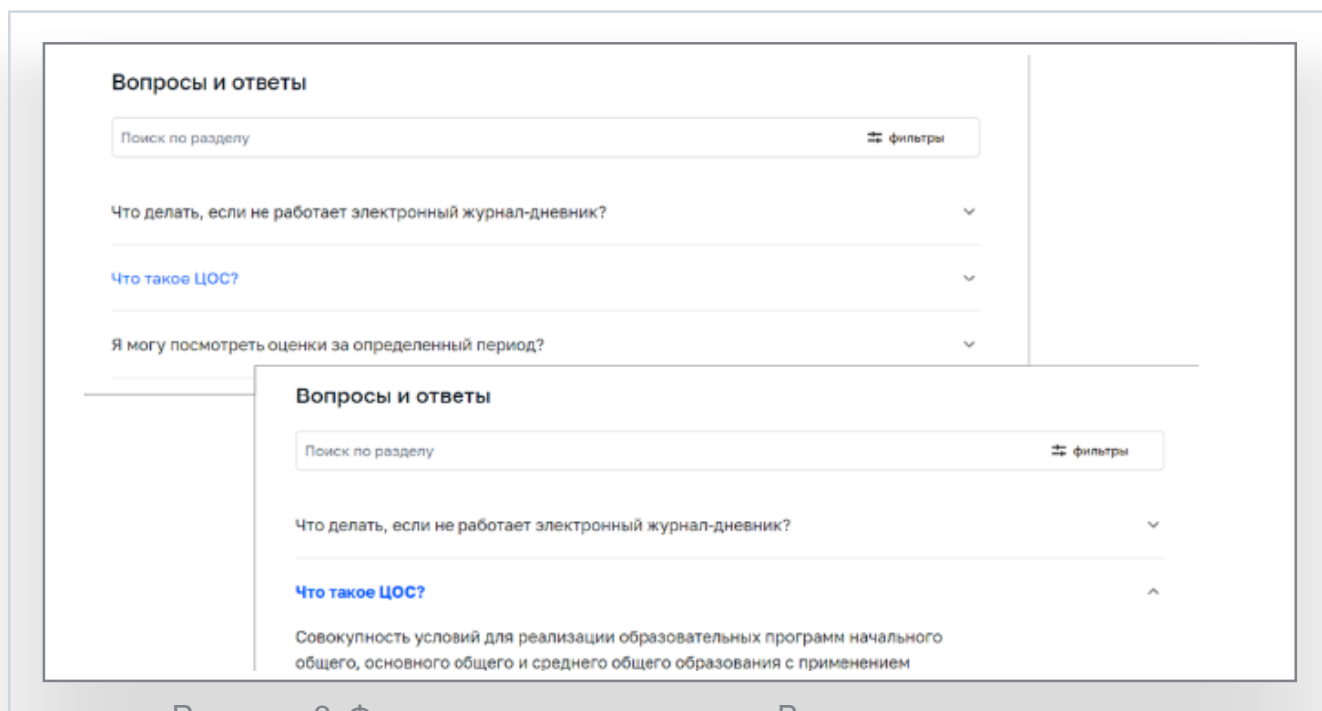 Вопросы и ответы
Поиск по разделу
фильтры
Что делать, если не работает электронный журнал-дневник?
Что такое ЦОС?
Я могу посмотреть оценки за определенный период?
Вопросы и ответы
Поиск по разделу
фильтры
Что делать, если не работает электронный журнал-дневник?
Что такое ЦОС?
Совокупность условий для реализации образовательных программ начального
общего, основного общего и среднего общего образования с применением